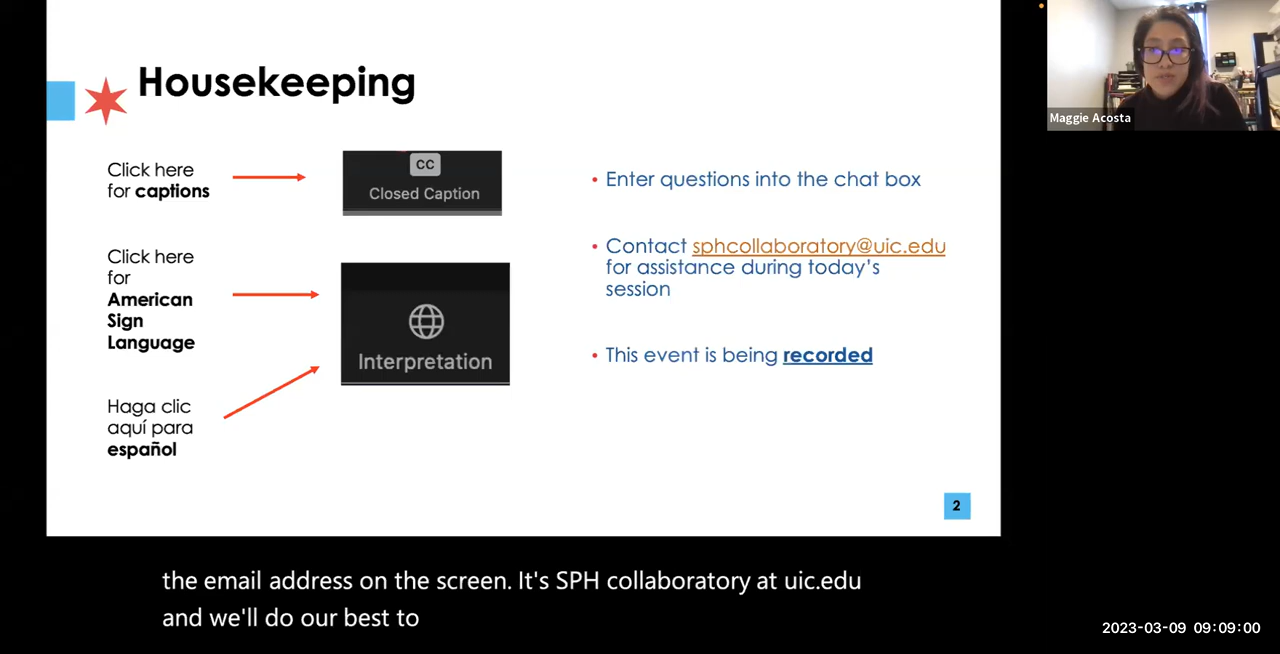 Housekeeping
Click here
for captions
CC
Closed Caption
Click here
for
American
Sign
Language
Interpretation
Haga clic
aquí para
español
• Enter questions into the chat box
• Contact sphcollaboratory@uic.edu
for assistance during today’s
session
• This event is being recorded
2
Maggie Acosta
the email address on the screen. It's SPH collaboratory at uic.edu
and we'll do our best to
2023-03-09 09:09:00